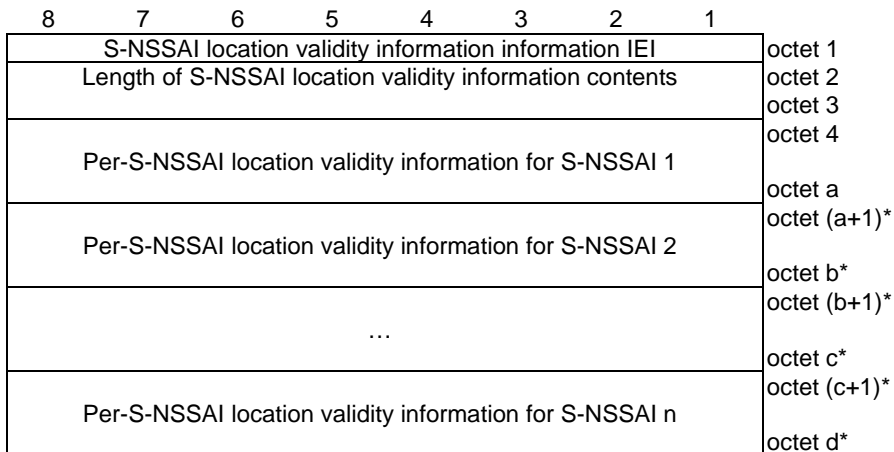 8 7 6 5 4 3 2 1
S-NSSAI location validity information information IEI octet 1
Length of S-NSSAI location validity information contents octet 2
octet 3
octet 4
Per-S-NSSAI location validity information for S-NSSAI 1
octet a
octet (a+1)*
Per-S-NSSAI location validity information for S-NSSAI 2
octet b*
octet (b+1)*
…
octet c*
octet (c+1)*
Per-S-NSSAI location validity information for S-NSSAI n
octet d*